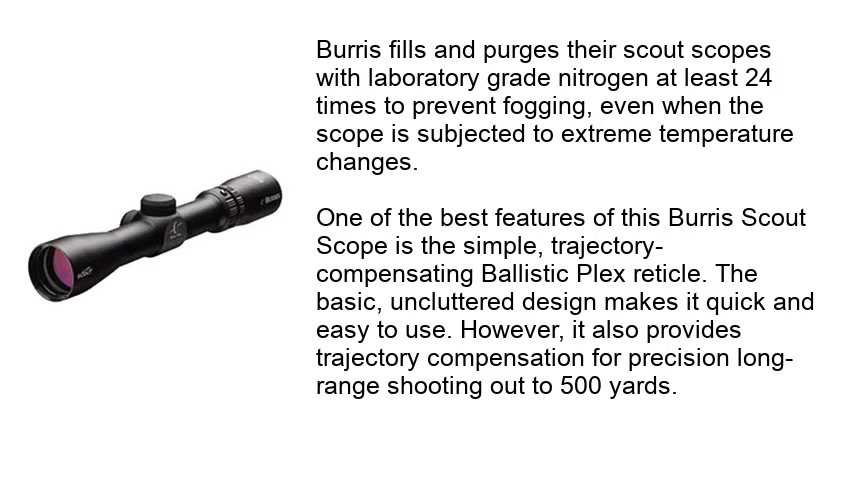 Burris fills and purges their scout scopes
with laboratory grade nitrogen at least 24
times to prevent fogging, even when the
scope is subjected to extreme temperature
changes.
One of the best features of this Burris Scout
Scope is the simple, trajectory-
compensating Ballistic Plex reticle. The
basic, uncluttered design makes it quick and
easy to use. However, it also provides
trajectory compensation for precision long-
range shooting out to 500 yards.
BURRIS